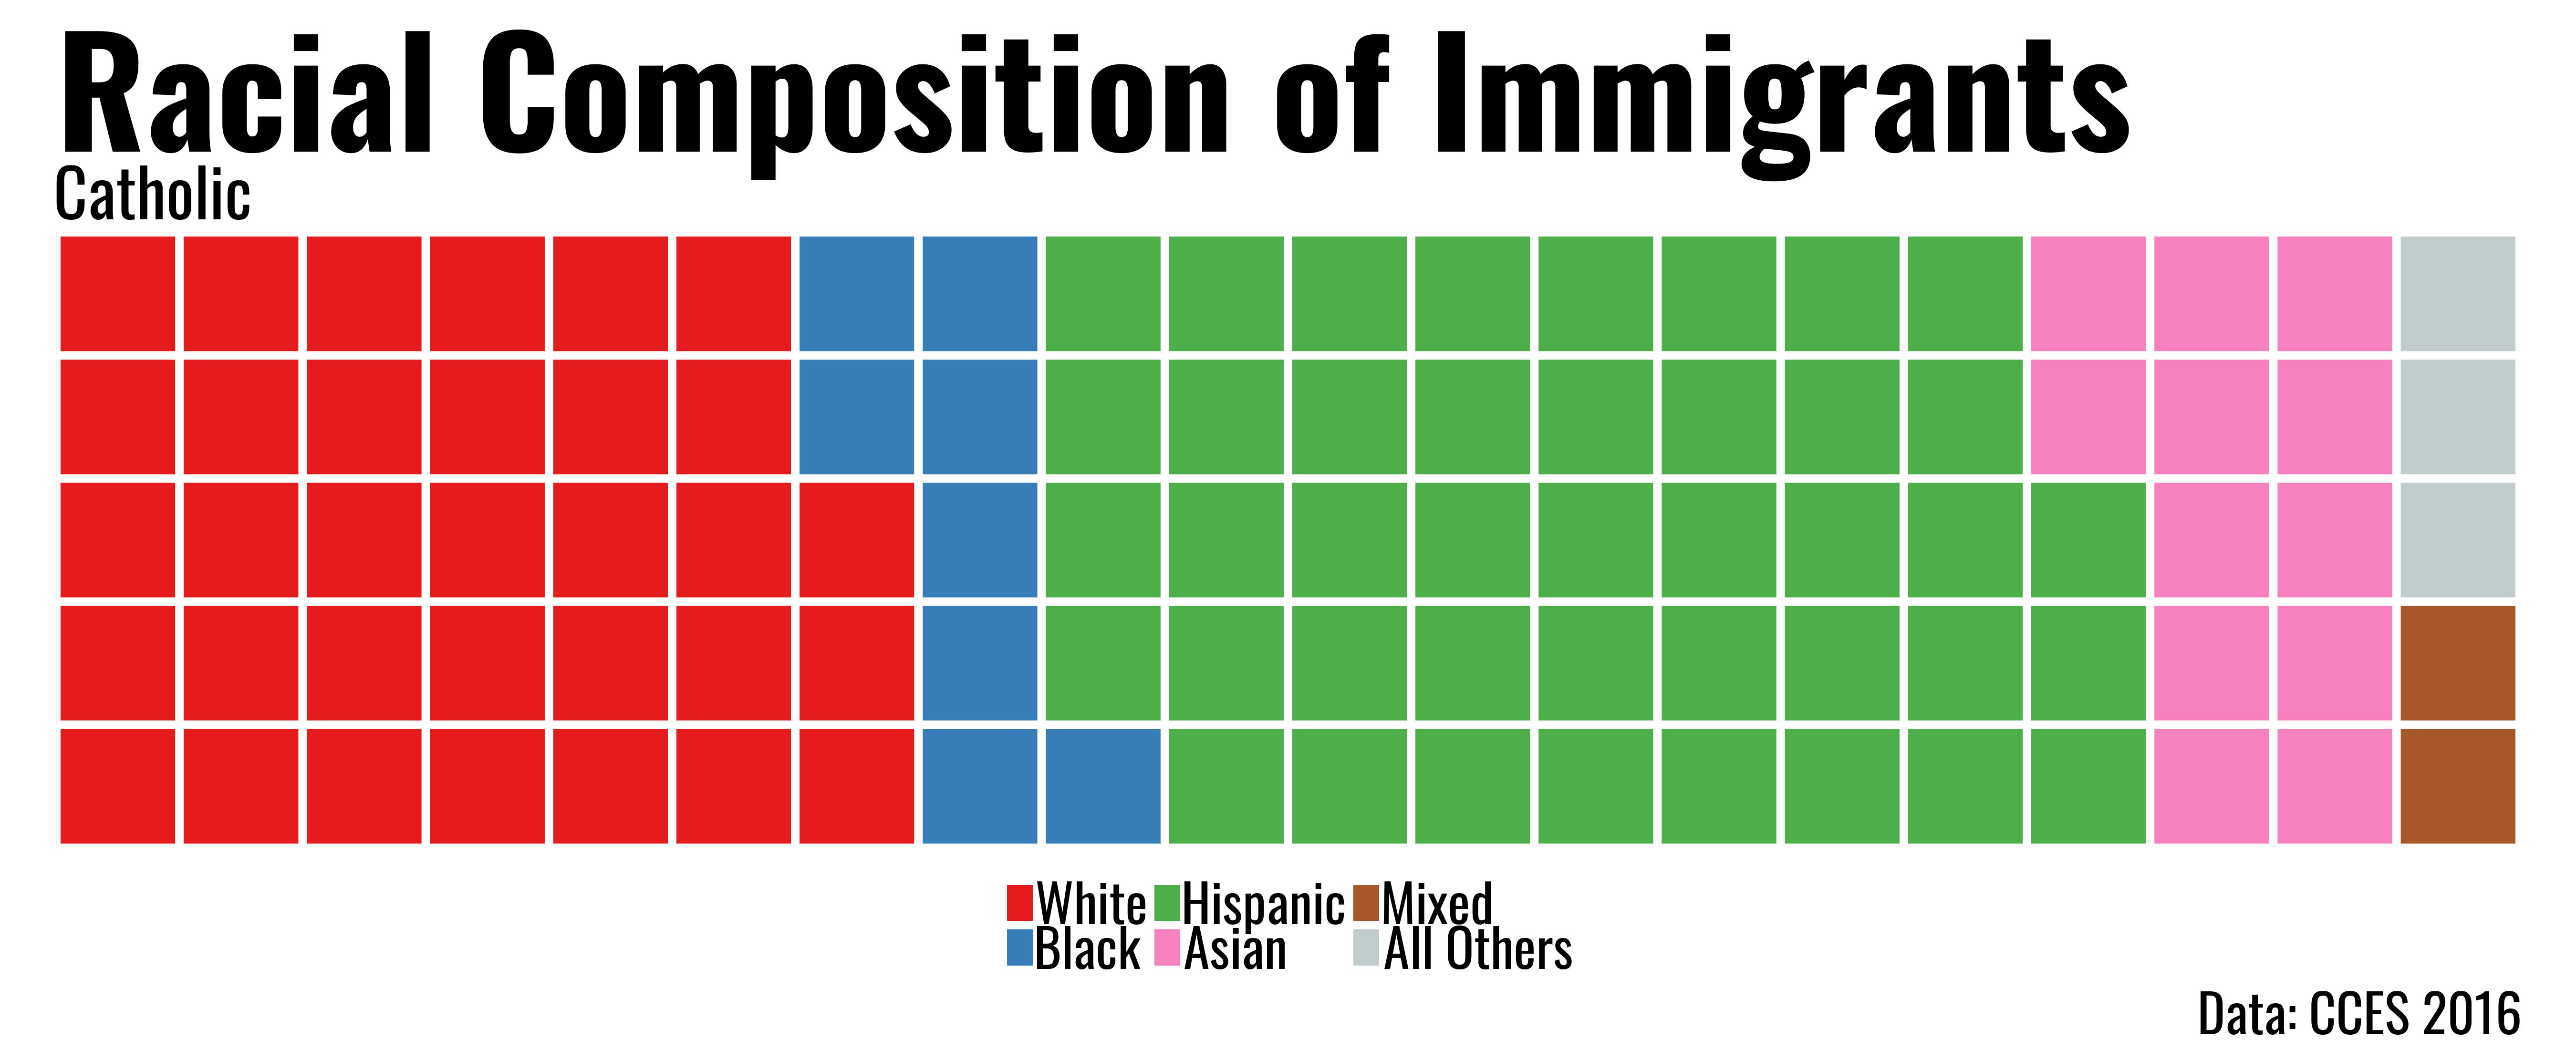 Racial Composition of Immigrants
Catholic
White Hispanic Mixed
Black Asian All Others
Data: CCES 2016